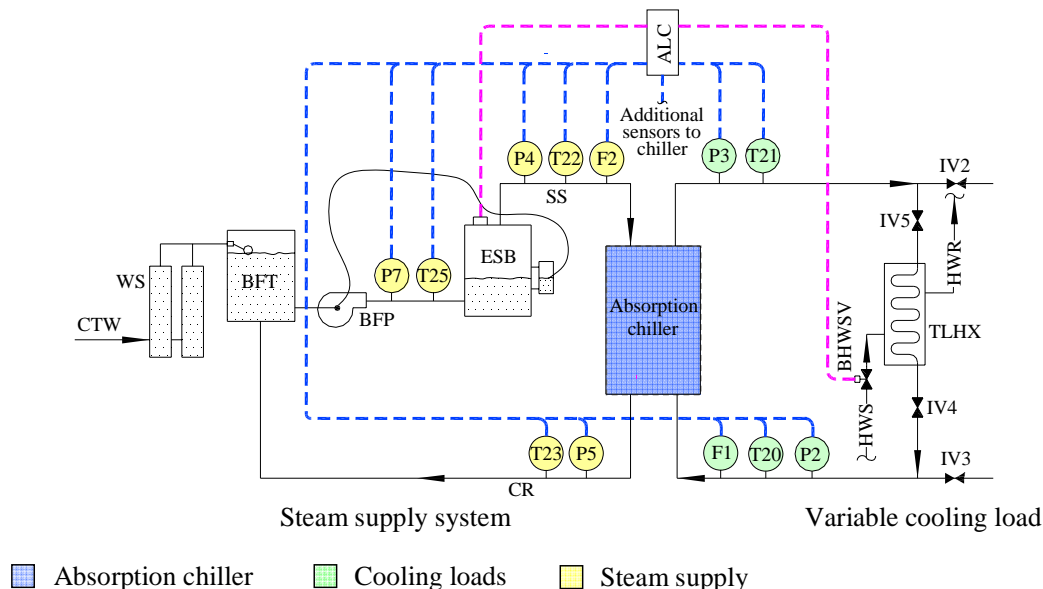 ALC
Additional
sensors to
chiller
P4
T22
F2
P3
T21
IV2
SS
IV5
HWR
WS
BFT
ESB
P7
T25
BFP
Absorption
chiller
TLHX
BHWSV
CTW
IV4
HWS
T23
P5
F1
T20
P2
IV3
CR
Steam supply system
Variable cooling load
Absorption chiller
Cooling loads
Steam supply